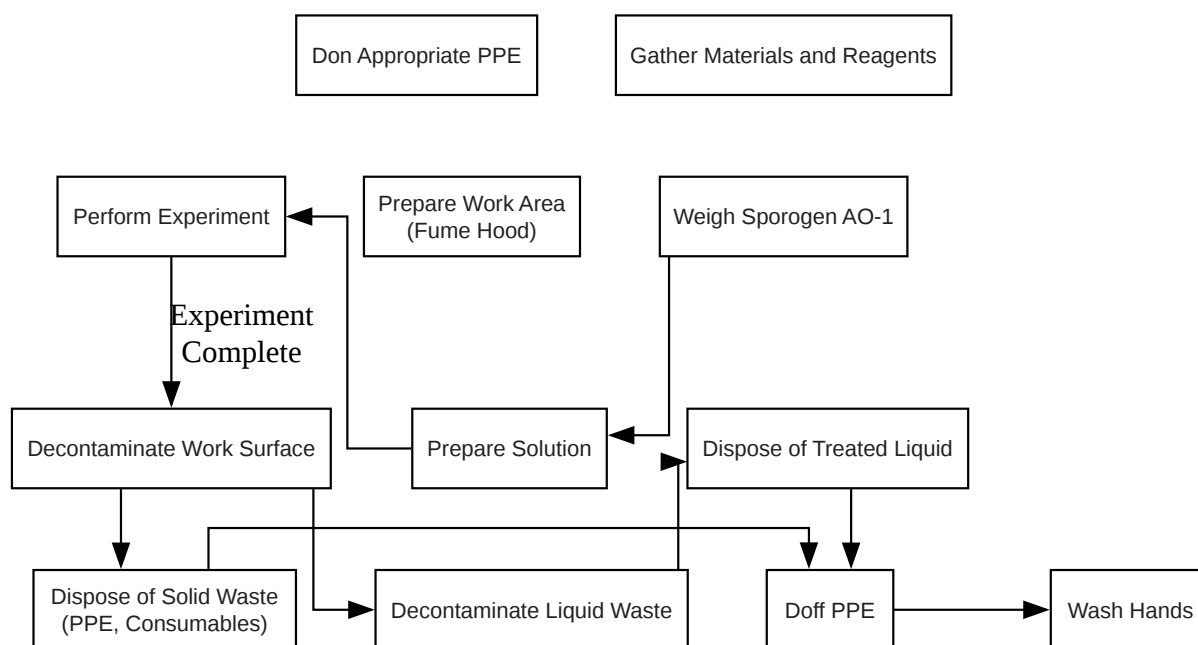 Don Appropriate PPE
Gather Materials and Reagents
Perform Experiment
Prepare Work Area
(Fume Hood)
Weigh Sporogen AO-1
Experiment
Complete
Decontaminate Work Surface
Prepare Solution
Dispose of Treated Liquid
Dispose of Solid Waste
(PPE, Consumables)
Decontaminate Liquid Waste
Doff PPE
Wash Hands